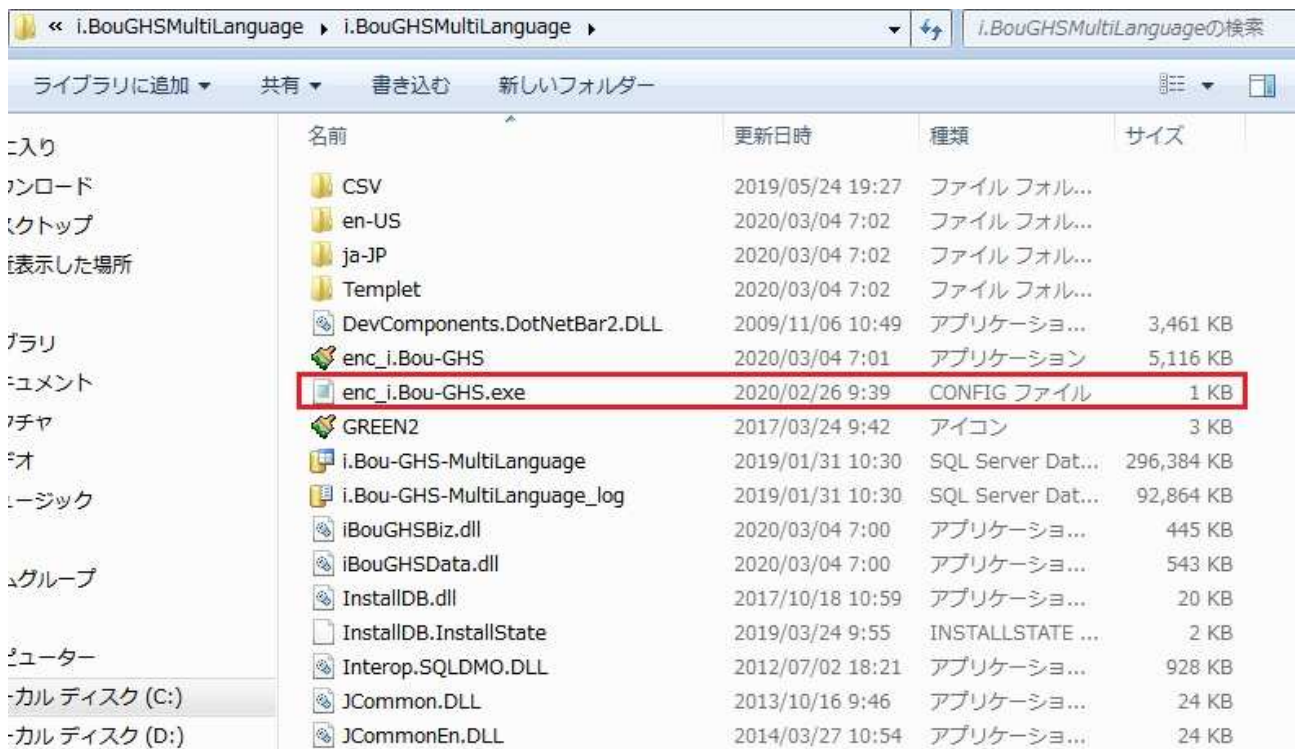 « i.BouGHSMultiLanguage i.BouGHSMultiLanguage i.BouGHSMultiLanguageの検索
ライブラリに追加 共有 書き込む 新しいフォルダー
名前 更新日時 種類 サイズ
に入り
ウンロード
スクトップ
近表示した場所
ブラリ
キュメント
クチャ
デオ
ュージック
ムグループ
ピューター
ーカル ディスク (C:)
ーカル ディスク (D:)
CSV 2019/05/24 19:27 ファイル フォル...
en-US 2020/03/04 7:02 ファイル フォル...
ja-JP 2020/03/04 7:02 ファイル フォル...
Templet 2020/03/04 7:02 ファイル フォル...
DevComponents.DotNetBar2.DLL 2009/11/06 10:49 アプリケーショ... 3,461 KB
enc_i.Bou-GHS 2020/03/04 7:01 アプリケーション 5,116 KB
enc_i.Bou-GHS.exe 2020/02/26 9:39 CONFIG ファイル 1 KB
GREEN2 2017/03/24 9:42 アイコン 3 KB
i.Bou-GHS-MultiLanguage 2019/01/31 10:30 SQL Server Dat... 296,384 KB
i.Bou-GHS-MultiLanguage_log 2019/01/31 10:30 SQL Server Dat... 92,864 KB
iBouGHSBiz.dll 2020/03/04 7:00 アプリケーショ... 445 KB
iBouGHSData.dll 2020/03/04 7:00 アプリケーショ... 543 KB
InstallDB.dll 2017/10/18 10:59 アプリケーショ... 20 KB
InstallDB.InstallState 2019/03/24 9:55 INSTALLSTATE ... 2 KB
Interop.SQLDMO.DLL 2012/07/02 18:21 アプリケーショ... 928 KB
JCommon.DLL 2013/10/16 9:46 アプリケーショ... 24 KB
JCommonEn.DLL 2014/03/27 10:54 アプリケーショ... 24 KB